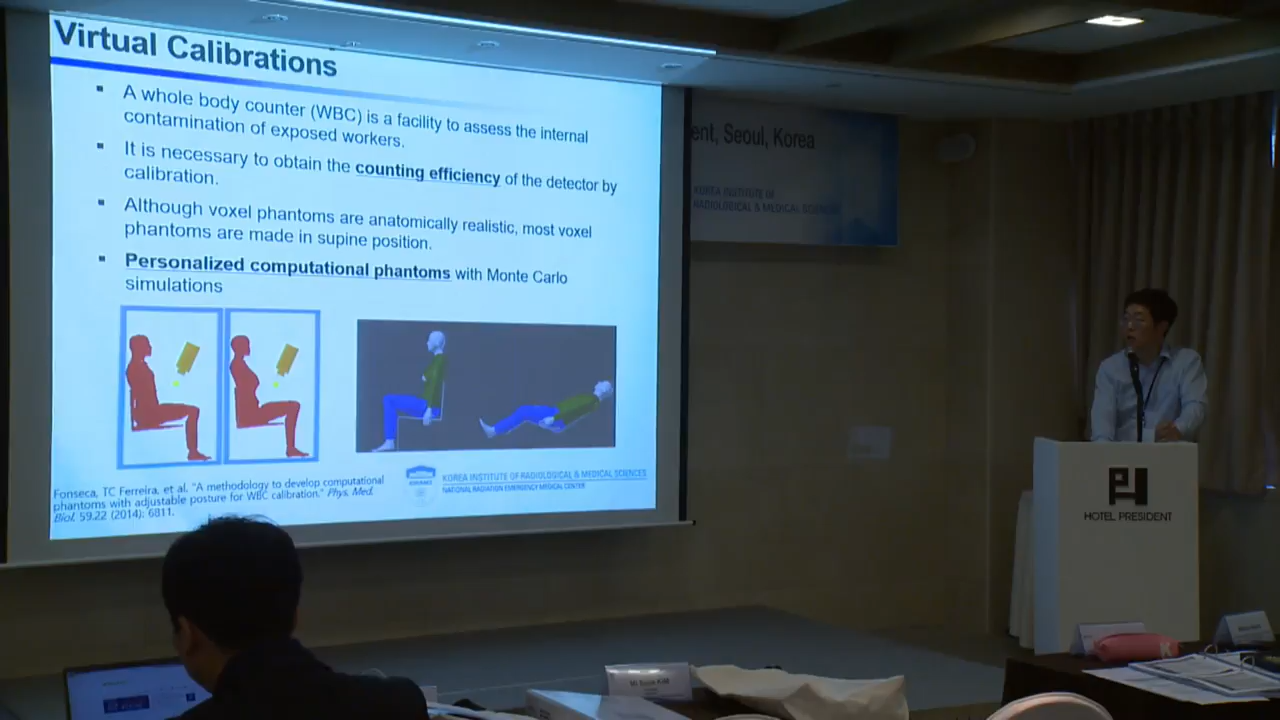 Virtual Calibrations
▪ A whole body counter (WBC) is a facility to assess the internal
contamination of exposed workers.
▪ It is necessary to obtain the counting efficiency of the detector by
calibration.
▪ Although voxel phantoms are anatomically realistic, most voxel
phantoms are made in supine position.
▪ Personalized computational phantoms with Monte Carlo
simulations
Fonseca, TC Ferreira, et al. "A methodology to develop computational
phantoms with adjustable posture for WBC calibration." Phys. Med.
Biol. 59.22 (2014): 6811.
KOREA INSTITUTE OF RADIOLOGICAL & MEDICAL SCIENCES
NATIONAL RADIATION EMERGENCY MEDICAL CENTER
ent, Seoul, Korea
KOREA INSTITUTE OF
RADIOLOGICAL & MEDICAL SCIENCES
HOTEL PRESIDENT